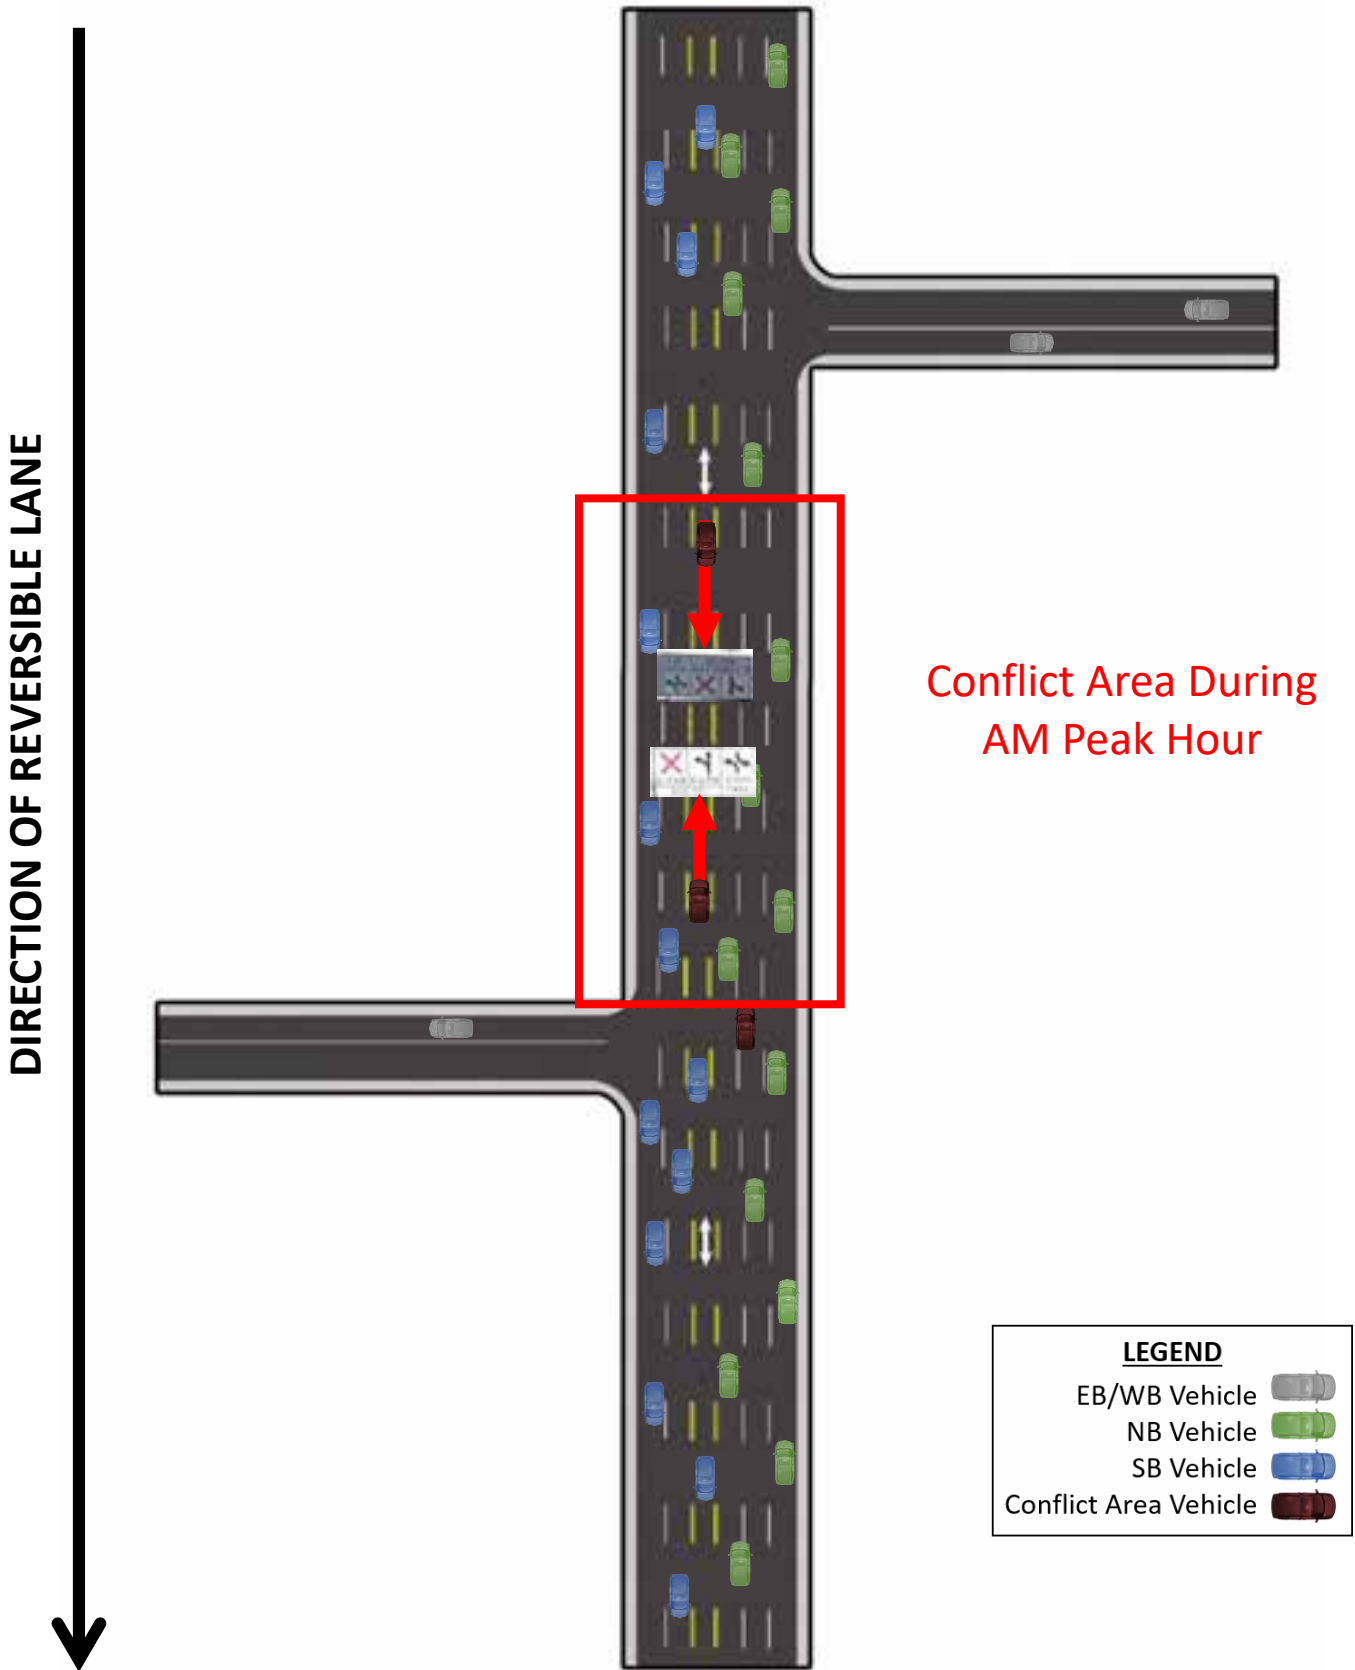 DIRECTION OF REVERSIBLE LANE
Conflict Area During
AM Peak Hour
LEGEND
EB/WB Vehicle
NB Vehicle
SB Vehicle
Conflict Area Vehicle